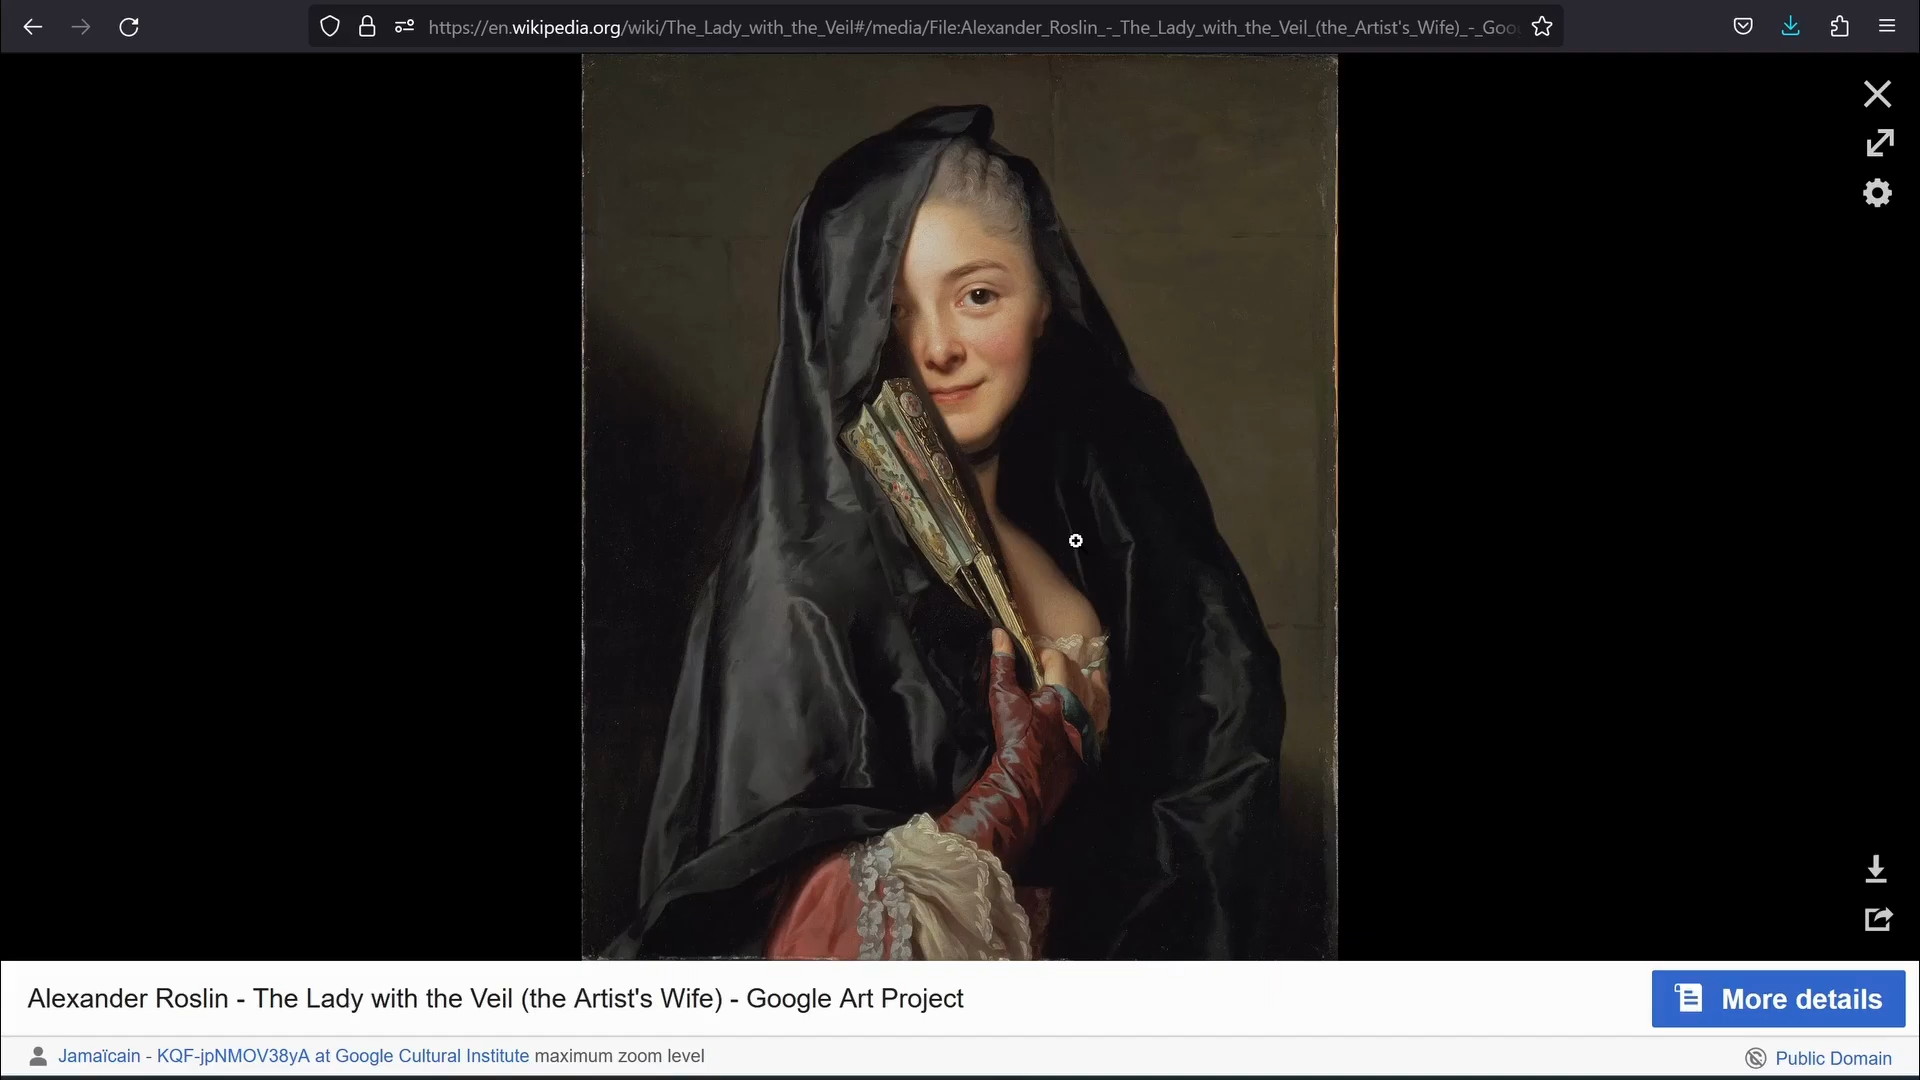 https://en.wikipedia.org/wiki/The_Lady_with_the_Veil#/media/File:Alexander_Roslin_-_The_Lady_with_the_Veil_(the_Artist's_Wife)_-_Goo
Alexander Roslin - The Lady with the Veil (the Artist's Wife) - Google Art Project
More details
Jamaïcain - KQF-jpNMOV38yA at Google Cultural Institute maximum zoom level
Public Domain